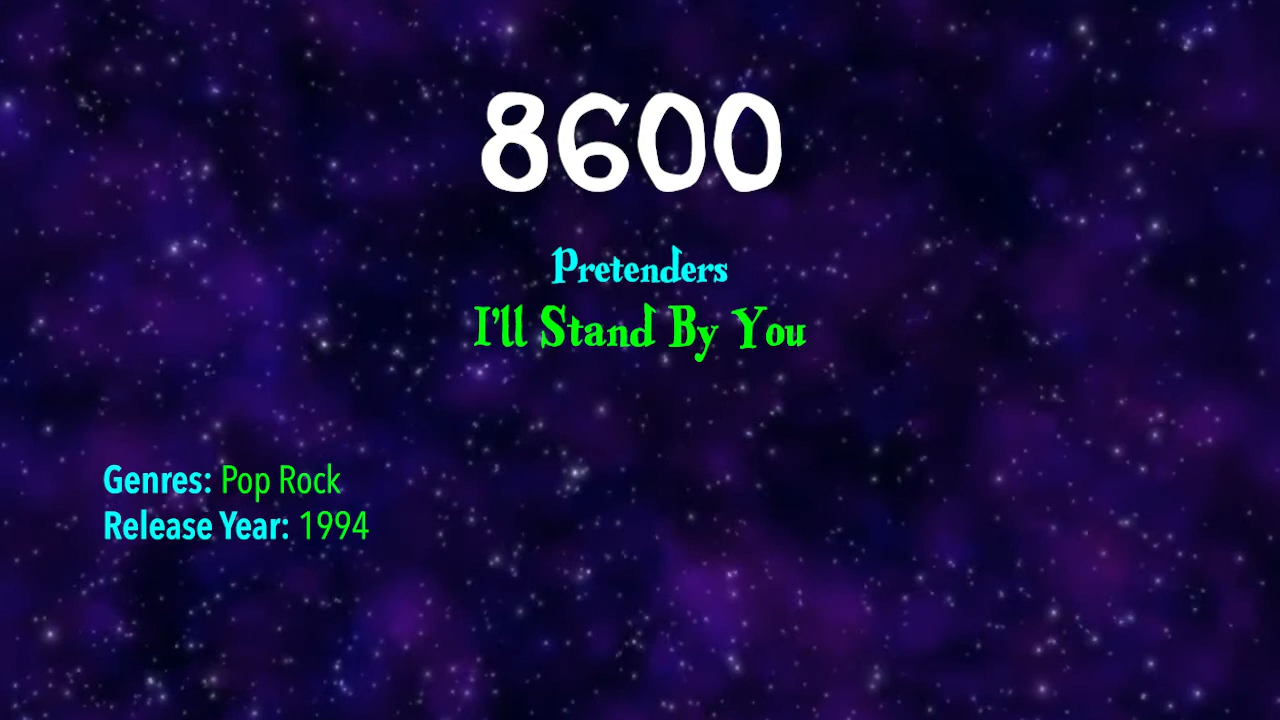 8600
Pretenders
I'll Stand By You
Genres: Pop Rock
Release Year: 1994